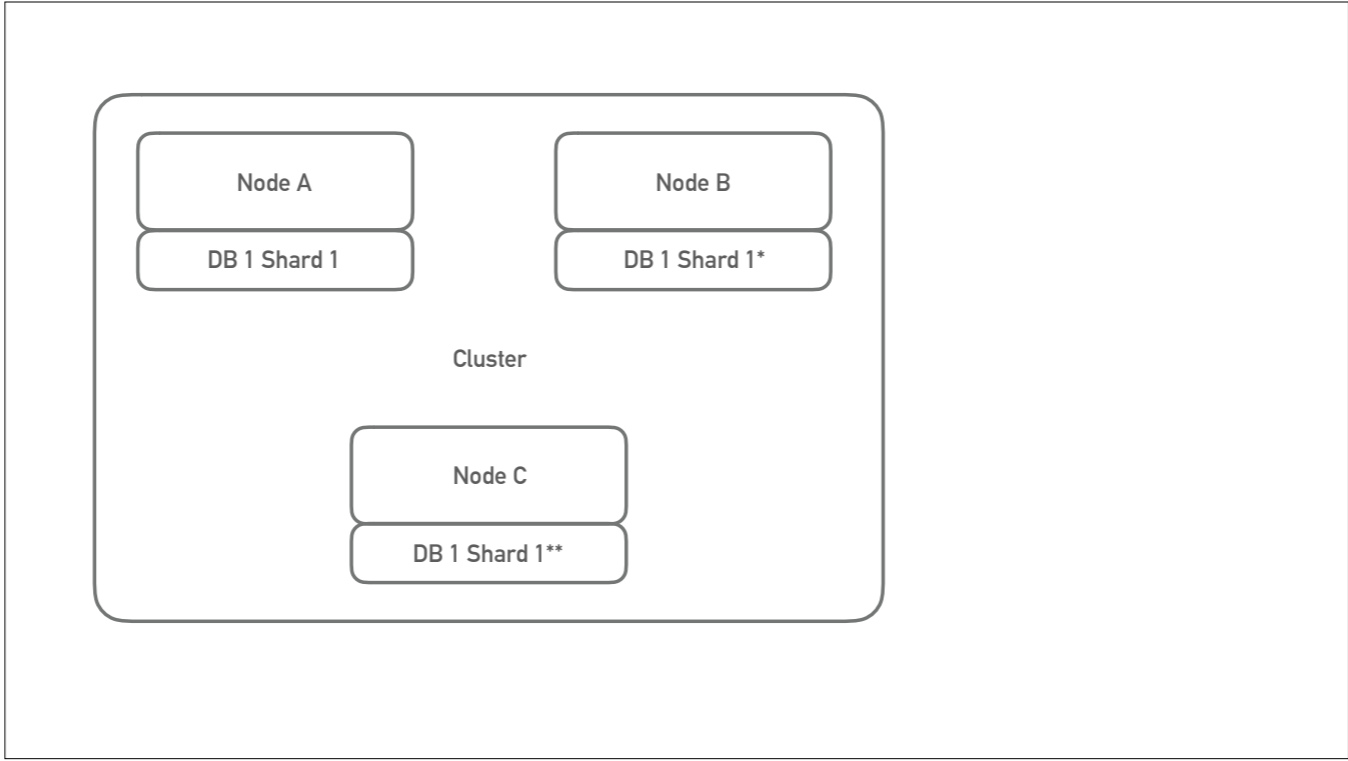 Node A
Node B
DB 1 Shard 1
DB 1 Shard 1*
Cluster
Node C
DB 1 Shard 1**